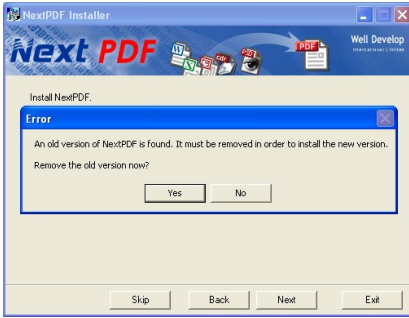 NextPDF Installer
Next PDF
PDF
Well Develop
International Limited
Install NextPDF.
Error
An old version of NextPDF is found. It must be removed in order to install the new version.
Remove the old version now?
Yes
No
Skip
Back
Next
Exit